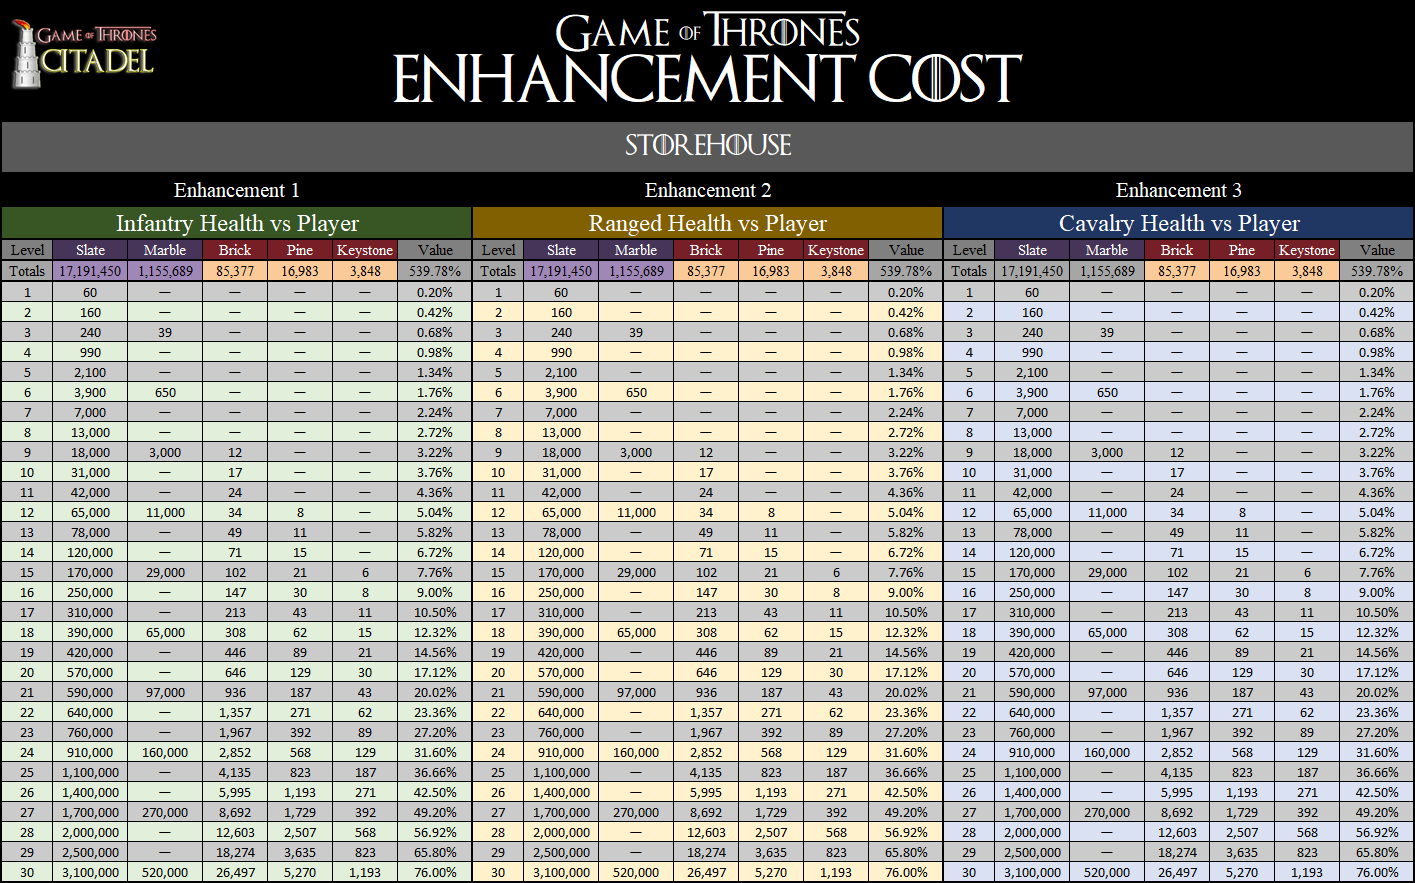 GAME OF THRONES
CITADEL
GAME OF THRONES
ENHANCEMENT COST
STOREHOUSE
Enhancement 1 Enhancement 2 Enhancement 3
Infantry Health vs Player Ranged Health vs Player Cavalry Health vs Player
Level Slate Marble Brick Pine Keystone Value Level Slate Marble Brick Pine Keystone Value Level Slate Marble Brick Pine Keystone Value
Totals 17,191,450 1,155,689 85,377 16,983 3,848 539.78% Totals 17,191,450 1,155,689 85,377 16,983 3,848 539.78% Totals 17,191,450 1,155,689 85,377 16,983 3,848 539.78%
1 60 — — — — 0.20% 1 60 — — — — 0.20% 1 60 — — — — 0.20%
2 160 — — — — 0.42% 2 160 — — — — 0.42% 2 160 — — — — 0.42%
3 240 39 — — — 0.68% 3 240 39 — — — 0.68% 3 240 39 — — — 0.68%
4 990 — — — — 0.98% 4 990 — — — — 0.98% 4 990 — — — — 0.98%
5 2,100 — — — — 1.34% 5 2,100 — — — — 1.34% 5 2,100 — — — — 1.34%
6 3,900 650 — — — 1.76% 6 3,900 650 — — — 1.76% 6 3,900 650 — — — 1.76%
7 7,000 — — — — 2.24% 7 7,000 — — — — 2.24% 7 7,000 — — — — 2.24%
8 13,000 — — — — 2.72% 8 13,000 — — — — 2.72% 8 13,000 — — — — 2.72%
9 18,000 3,000 12 — — 3.22% 9 18,000 3,000 12 — — 3.22% 9 18,000 3,000 12 — — 3.22%
10 31,000 — 17 — — 3.76% 10 31,000 — 17 — — 3.76% 10 31,000 — 17 — — 3.76%
11 42,000 — 24 — — 4.36% 11 42,000 — 24 — — 4.36% 11 42,000 — 24 — — 4.36%
12 65,000 11,000 34 8 — 5.04% 12 65,000 11,000 34 8 — 5.04% 12 65,000 11,000 34 8 — 5.04%
13 78,000 — 49 11 — 5.82% 13 78,000 — 49 11 — 5.82% 13 78,000 — 49 11 — 5.82%
14 120,000 — 71 15 — 6.72% 14 120,000 — 71 15 — 6.72% 14 120,000 — 71 15 — 6.72%
15 170,000 29,000 102 21 6 7.76% 15 170,000 29,000 102 21 6 7.76% 15 170,000 29,000 102 21 6 7.76%
16 250,000 — 147 30 8 9.00% 16 250,000 — 147 30 8 9.00% 16 250,000 — 147 30 8 9.00%
17 310,000 — 213 43 11 10.50% 17 310,000 — 213 43 11 10.50% 17 310,000 — 213 43 11 10.50%
18 390,000 65,000 308 62 15 12.32% 18 390,000 65,000 308 62 15 12.32% 18 390,000 65,000 308 62 15 12.32%
19 420,000 — 446 89 21 14.56% 19 420,000 — 446 89 21 14.56% 19 420,000 — 446 89 21 14.56%
20 570,000 — 646 129 30 17.12% 20 570,000 — 646 129 30 17.12% 20 570,000 — 646 129 30 17.12%
21 590,000 97,000 936 187 43 20.02% 21 590,000 97,000 936 187 43 20.02% 21 590,000 97,000 936 187 43 20.02%
22 640,000 — 1,357 271 62 23.36% 22 640,000 — 1,357 271 62 23.36% 22 640,000 — 1,357 271 62 23.36%
23 760,000 — 1,967 392 89 27.20% 23 760,000 — 1,967 392 89 27.20% 23 760,000 — 1,967 392 89 27.20%
24 910,000 160,000 2,852 568 129 31.60% 24 910,000 160,000 2,852 568 129 31.60% 24 910,000 160,000 2,852 568 129 31.60%
25 1,100,000 — 4,135 823 187 36.66% 25 1,100,000 — 4,135 823 187 36.66% 25 1,100,000 — 4,135 823 187 36.66%
26 1,400,000 — 5,995 1,193 271 42.50% 26 1,400,000 — 5,995 1,193 271 42.50% 26 1,400,000 — 5,995 1,193 271 42.50%
27 1,700,000 270,000 8,692 1,729 392 49.20% 27 1,700,000 270,000 8,692 1,729 392 49.20% 27 1,700,000 270,000 8,692 1,729 392 49.20%
28 2,000,000 — 12,603 2,507 568 56.92% 28 2,000,000 — 12,603 2,507 568 56.92% 28 2,000,000 — 12,603 2,507 568 56.92%
29 2,500,000 — 18,274 3,635 823 65.80% 29 2,500,000 — 18,274 3,635 823 65.80% 29 2,500,000 — 18,274 3,635 823 65.80%
30 3,100,000 520,000 26,497 5,270 1,193 76.00% 30 3,100,000 520,000 26,497 5,270 1,193 76.00% 30 3,100,000 520,000 26,497 5,270 1,193 76.00%